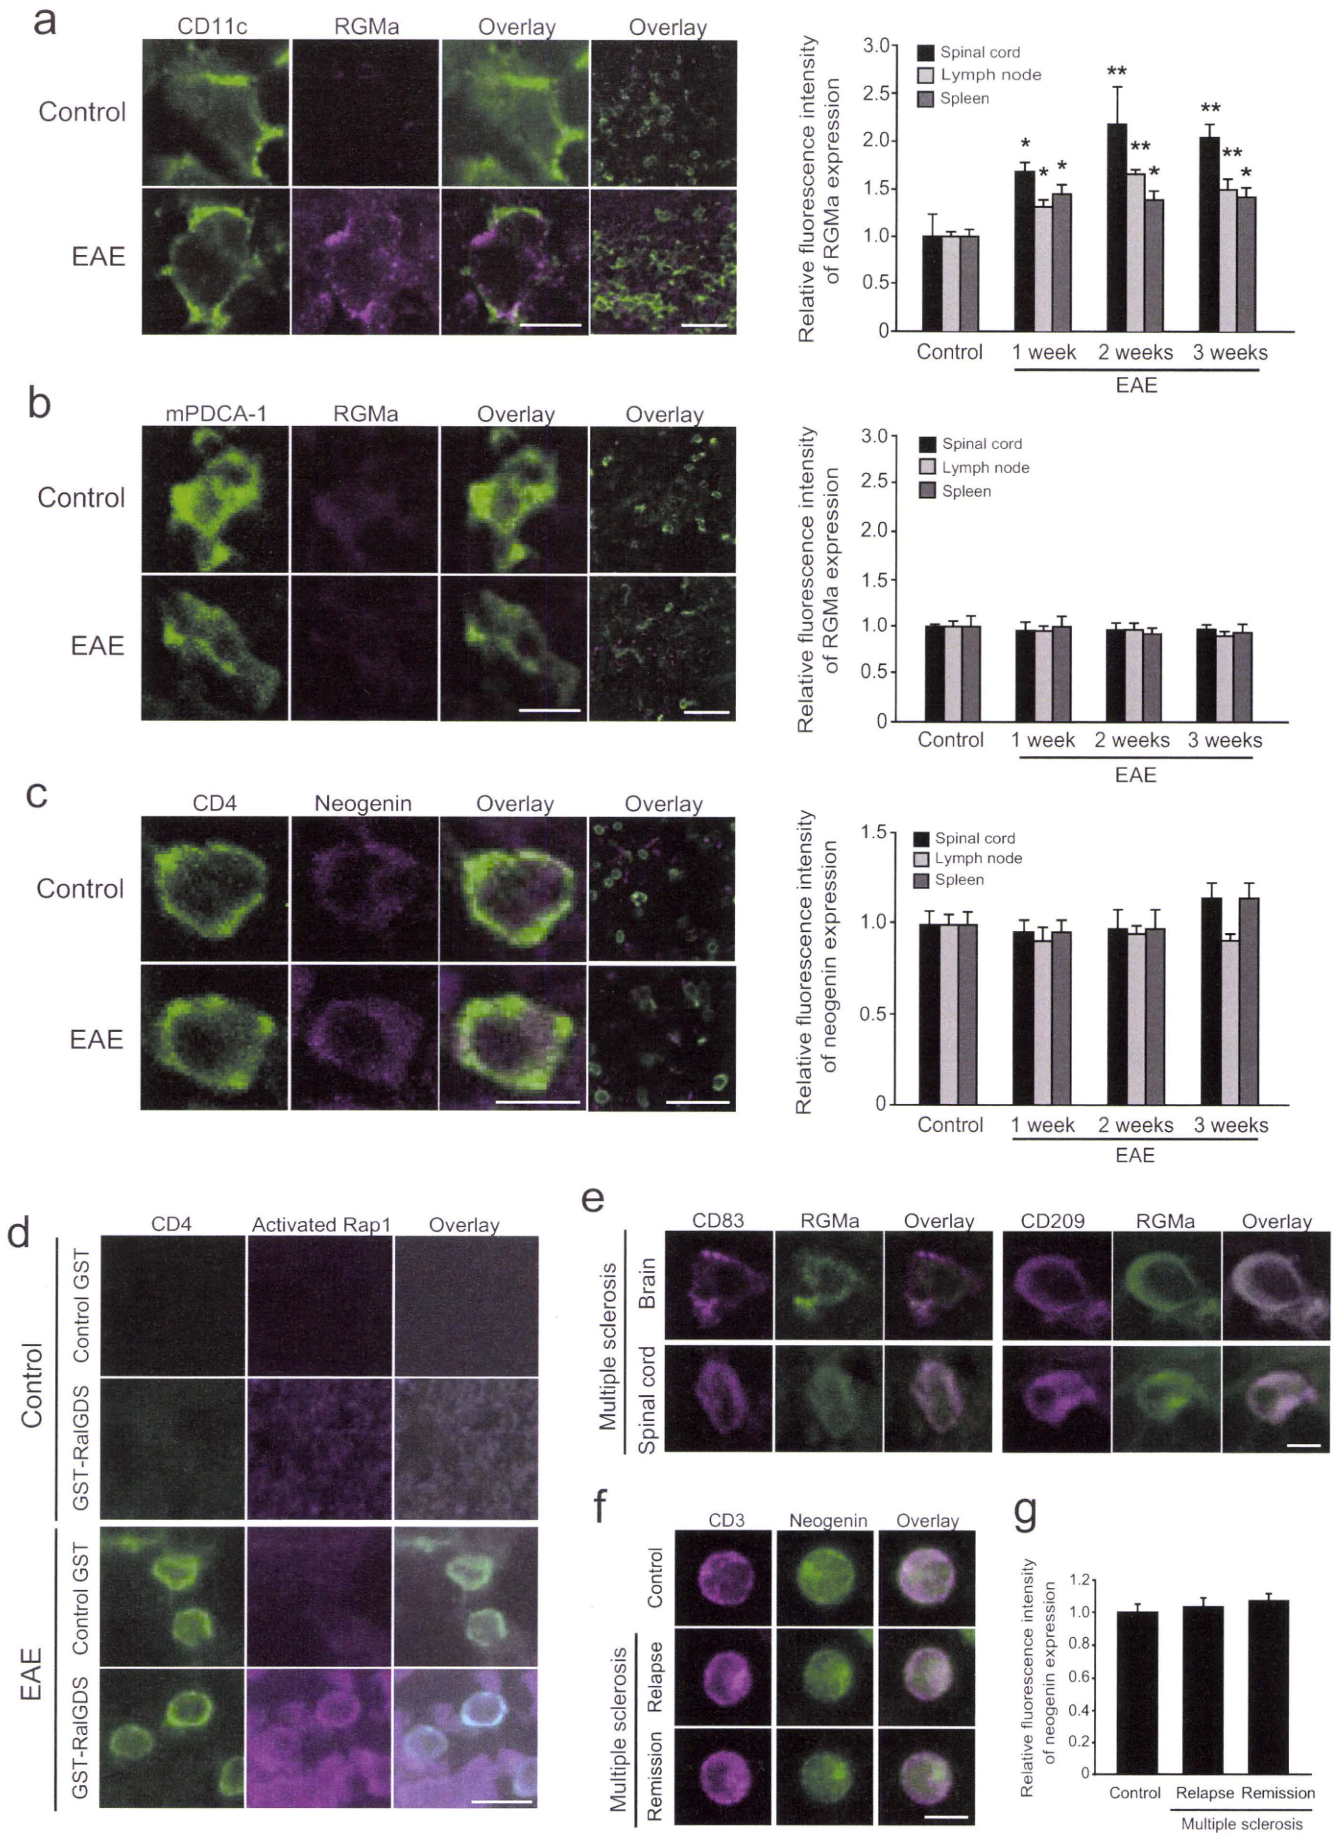 a
CD11c RGMa Overlay Overlay
Control
EAE
Relative fluorescence intensity
of RGMa expression
3.0
2.5
2.0
1.5
1.0
0.5
0
Spinal cord
Lymph node
Spleen
* * *
** ** *
** ** *
Control 1 week 2 weeks 3 weeks
EAE
b
mPDCA-1 RGMa Overlay Overlay
Control
EAE
Relative fluorescence intensity
of RGMa expression
3.0
2.5
2.0
1.5
1.0
0.5
0
Spinal cord
Lymph node
Spleen
Control 1 week 2 weeks 3 weeks
EAE
c
CD4 Neogenin Overlay Overlay
Control
EAE
Relative fluorescence intensity
of neogenin expression
1.5
1.0
0.5
0
Spinal cord
Lymph node
Spleen
Control 1 week 2 weeks 3 weeks
EAE
d
CD4 Activated Rap1 Overlay
Control
Control GST
GST-RalGDS
EAE
Control GST
GST-RalGDS
e
CD83 RGMa Overlay CD209 RGMa Overlay
Multiple sclerosis
Brain
Spinal cord
f
CD3 Neogenin Overlay
Control
Multiple sclerosis
Relapse
Remission
g
Relative fluorescence intensity
of neogenin expression
1.2
1.0
0.8
0.6
0.4
0.2
0
Control Relapse Remission
Multiple sclerosis